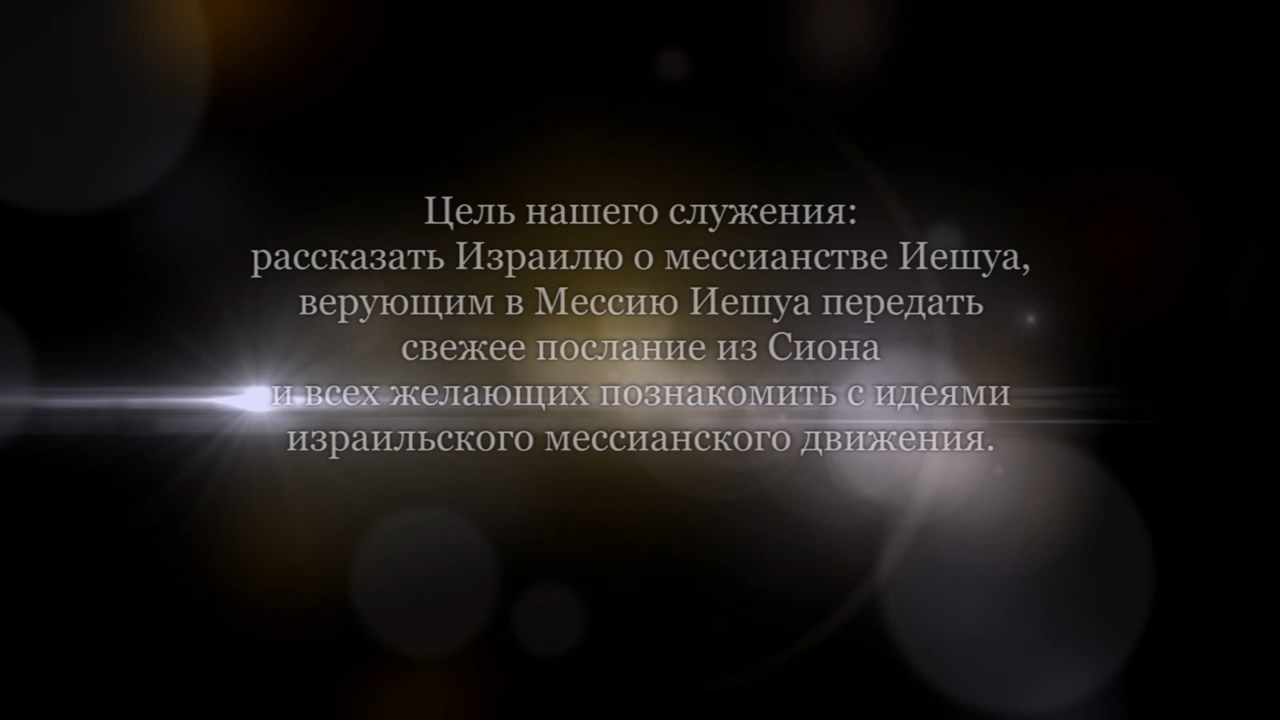 Цель нашего служения:
рассказать Израилю о мессианстве Иешуа,
верующим в Мессию Иешуа передать
свежее послание из Сиона
и всех желающих познакомить с идеями
израильского мессианского движения.